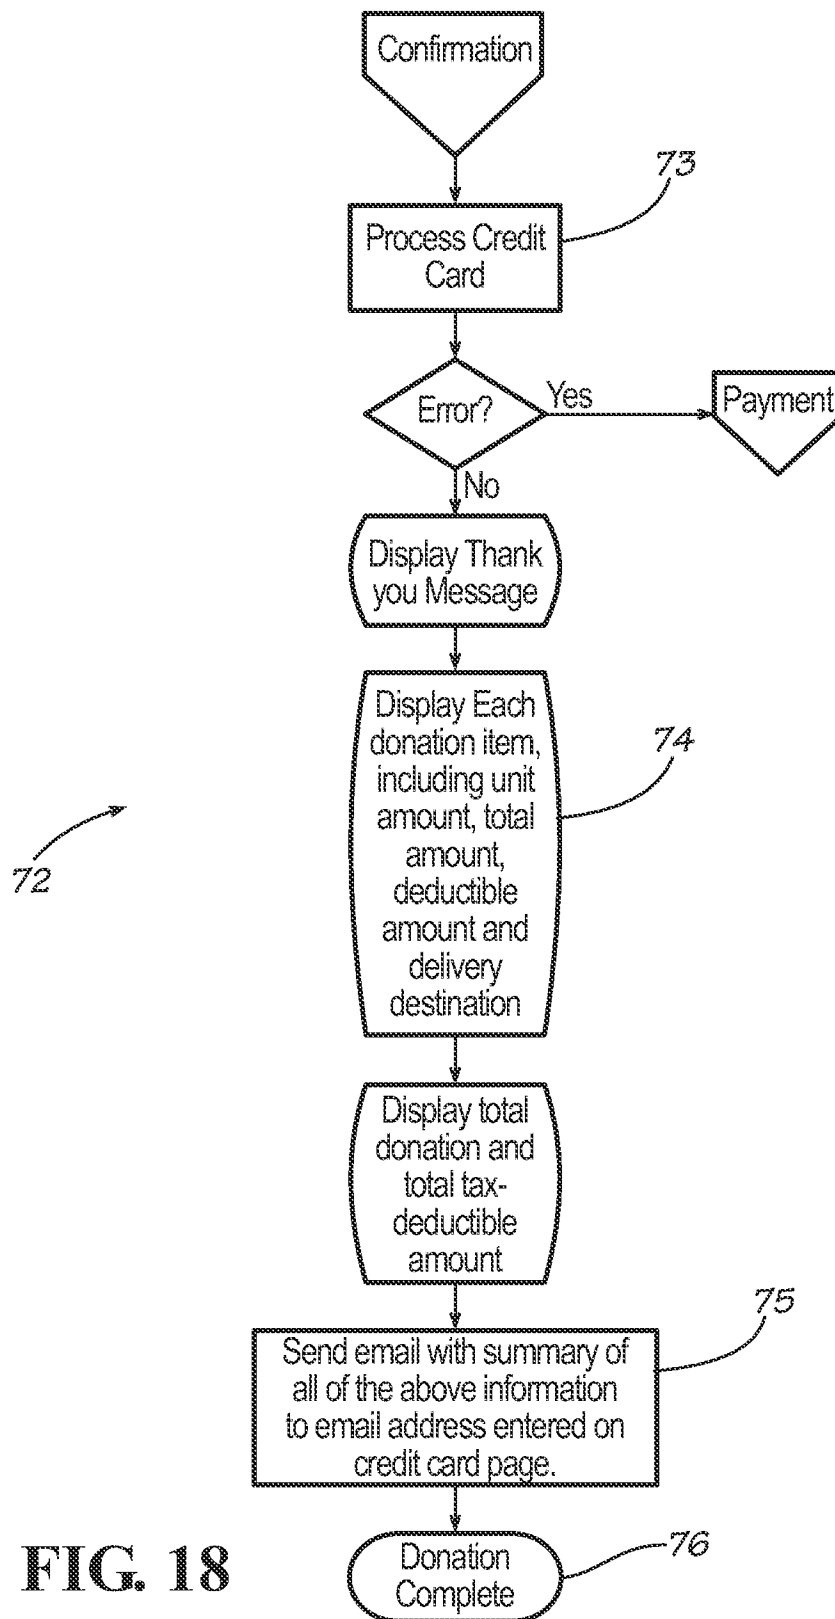 Confirmation
73
Process Credit
Card
Error?
Yes
Payment
No
Display Thank
you Message
Display Each
donation item,
including unit
amount, total
amount,
deductible
amount and
delivery
destination
74
72
Display total
donation and
total tax-
deductible
amount
75
Send email with summary of
all of the above information
to email address entered on
credit card page.
Donation
Complete
76
FIG. 18